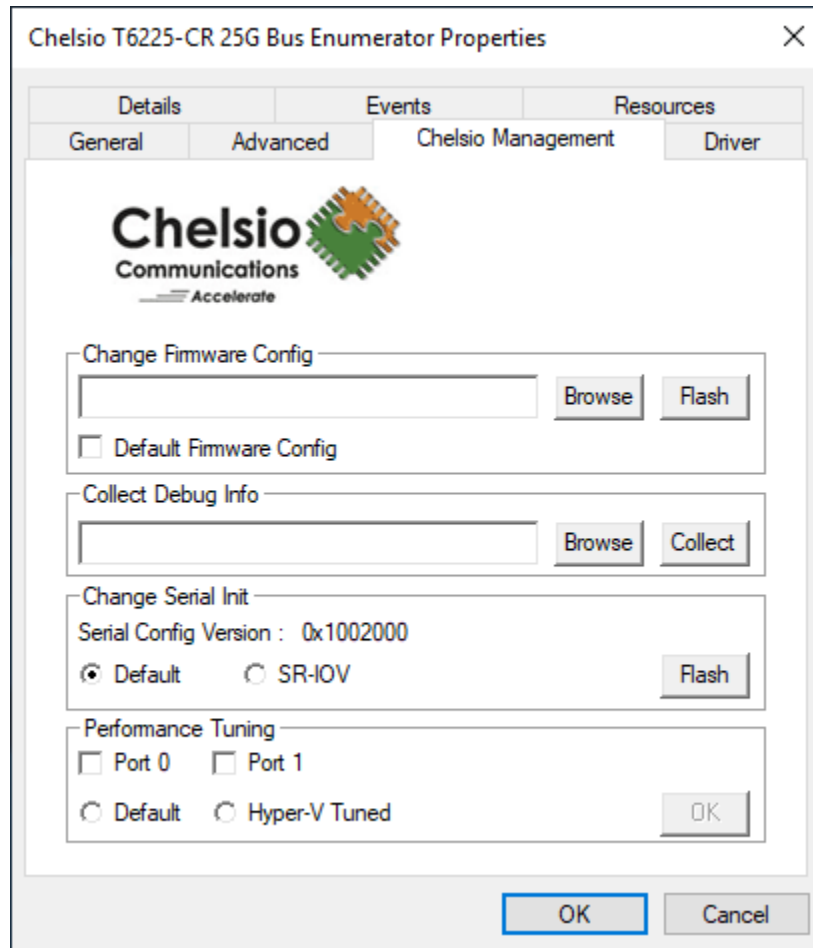 Chelsio T6225-CR 25G Bus Enumerator Properties
Details Events Resources
General Advanced Chelsio Management Driver
Chelsio
Communications
Accelerate
Change Firmware Config
Browse Flash
Default Firmware Config
Collect Debug Info
Browse Collect
Change Serial Init
Serial Config Version : 0x1002000
Default SR-IOV Flash
Performance Tuning
Port 0 Port 1
Default Hyper-V Tuned OK
OK Cancel